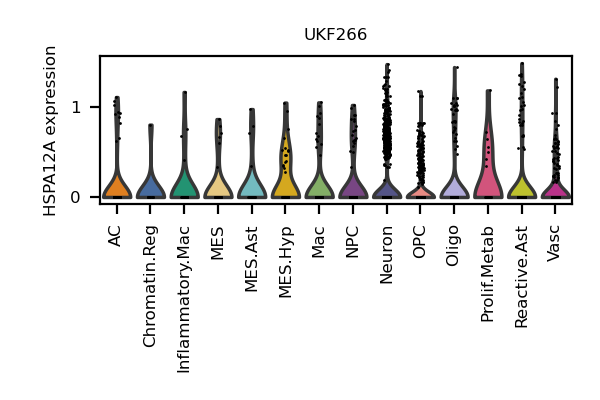 UKF266
HSPA12A expression
1
0
AC
Chromatin.Reg
Inflammatory.Mac
MES
MES.Ast
MES.Hyp
Mac
NPC
Neuron
OPC
Oligo
Prolif.Metab
Reactive.Ast
Vasc